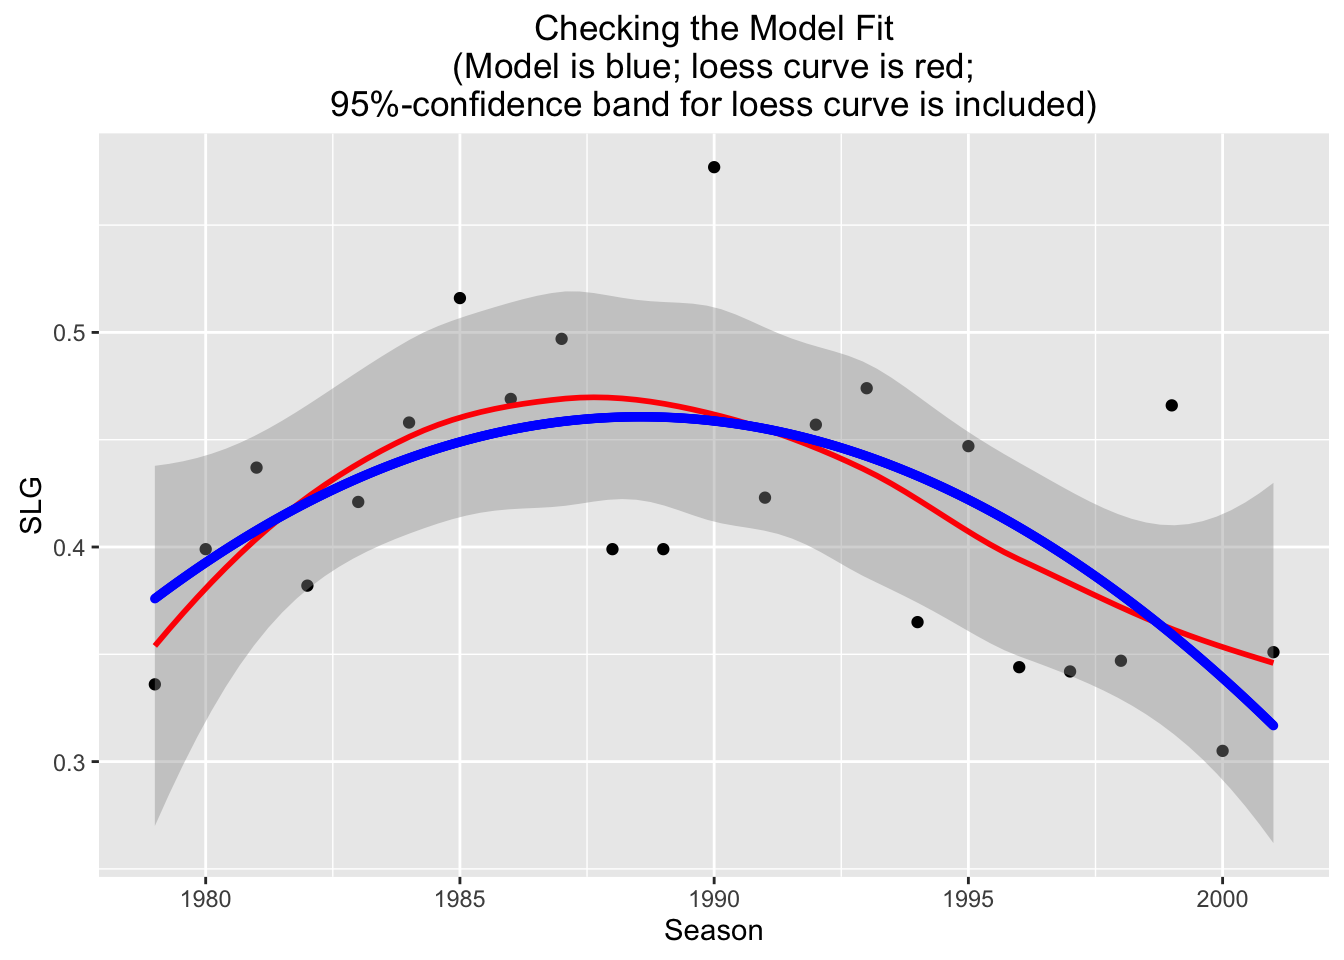 Checking the Model Fit
(Model is blue; loess curve is red;
95%-confidence band for loess curve is included)
SLG
0.5
0.4
0.3
1980 1985 1990 1995 2000
Season